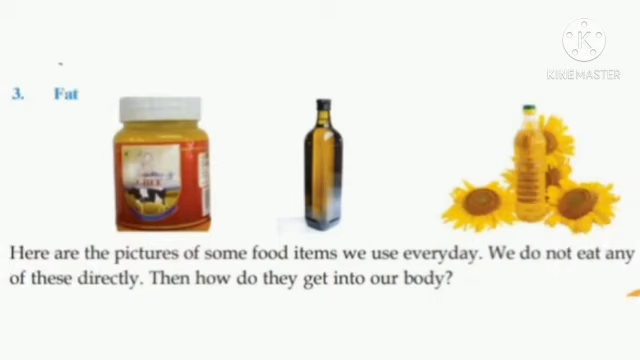 K
KINEMASTER
3. Fat
GHEE
Here are the pictures of some food items we use everyday. We do not eat any
of these directly. Then how do they get into our body?